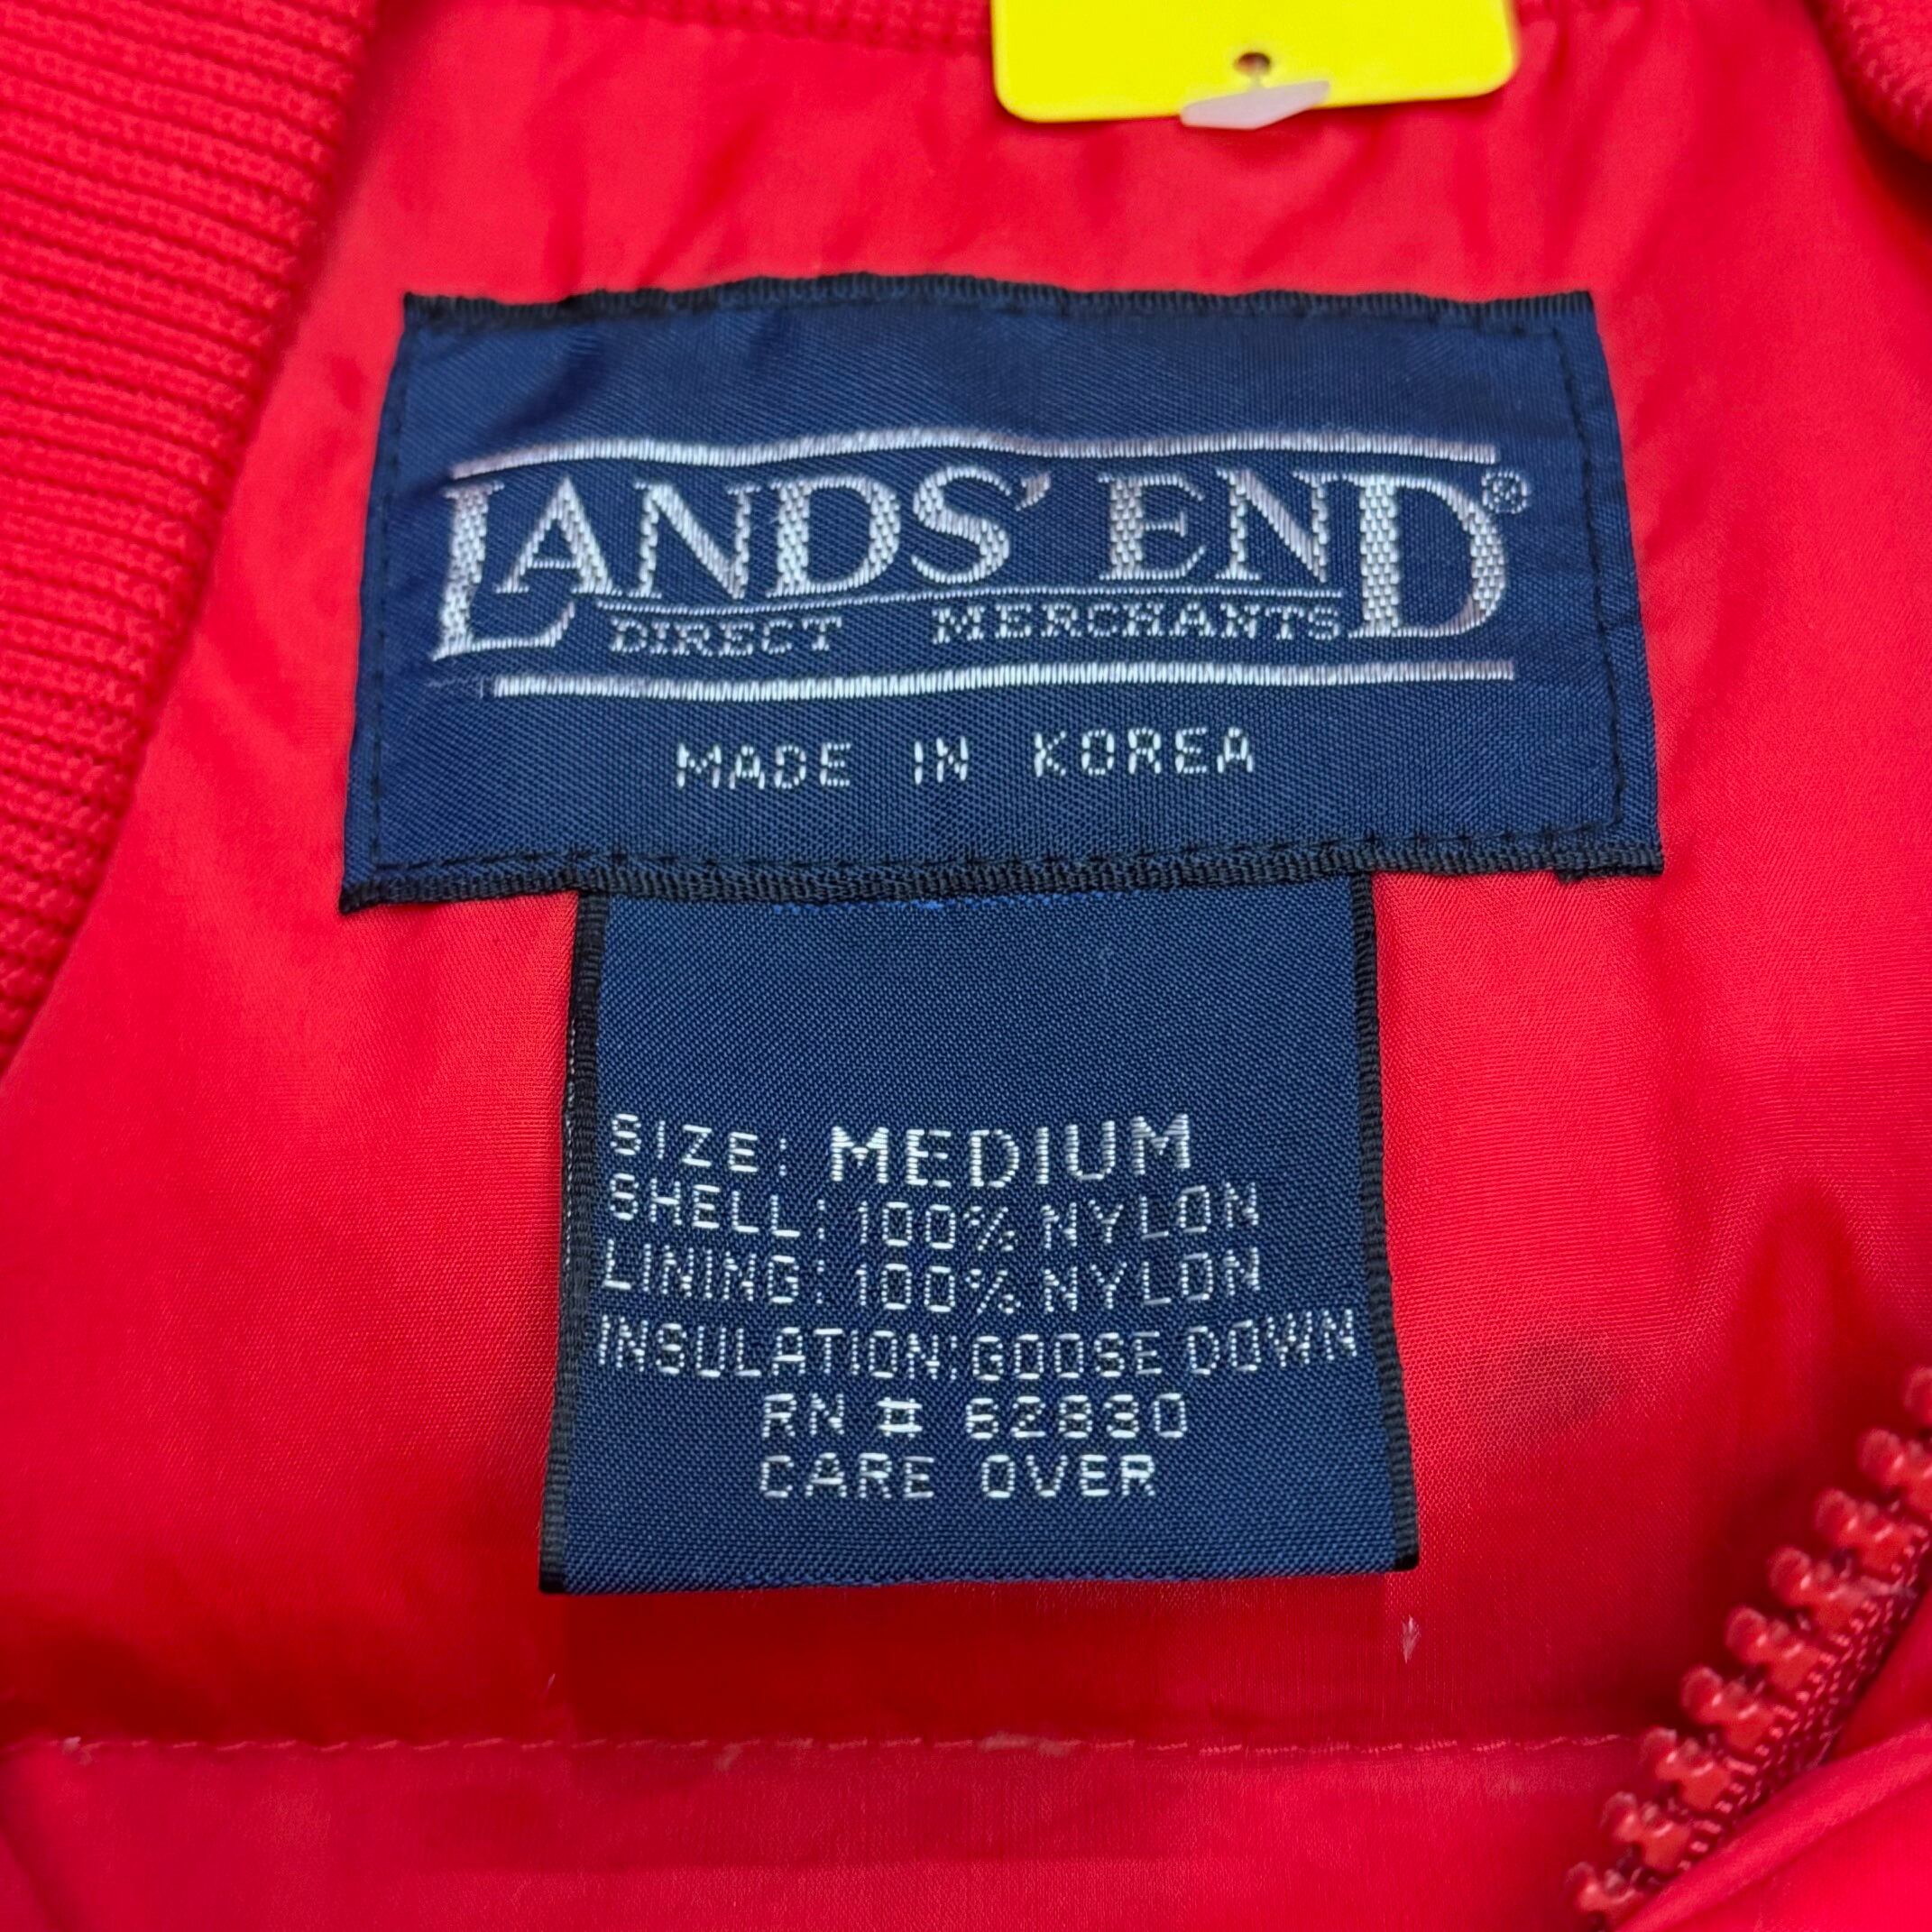 LANDS' END®
DIRECT MERCHANTS
MADE IN KOREA
SIZE: MEDIUM
SHELL: 100% NYLON
LINING: 100% NYLON
INSULATION: GOOSE DOWN
RN # 62830
CARE OVER